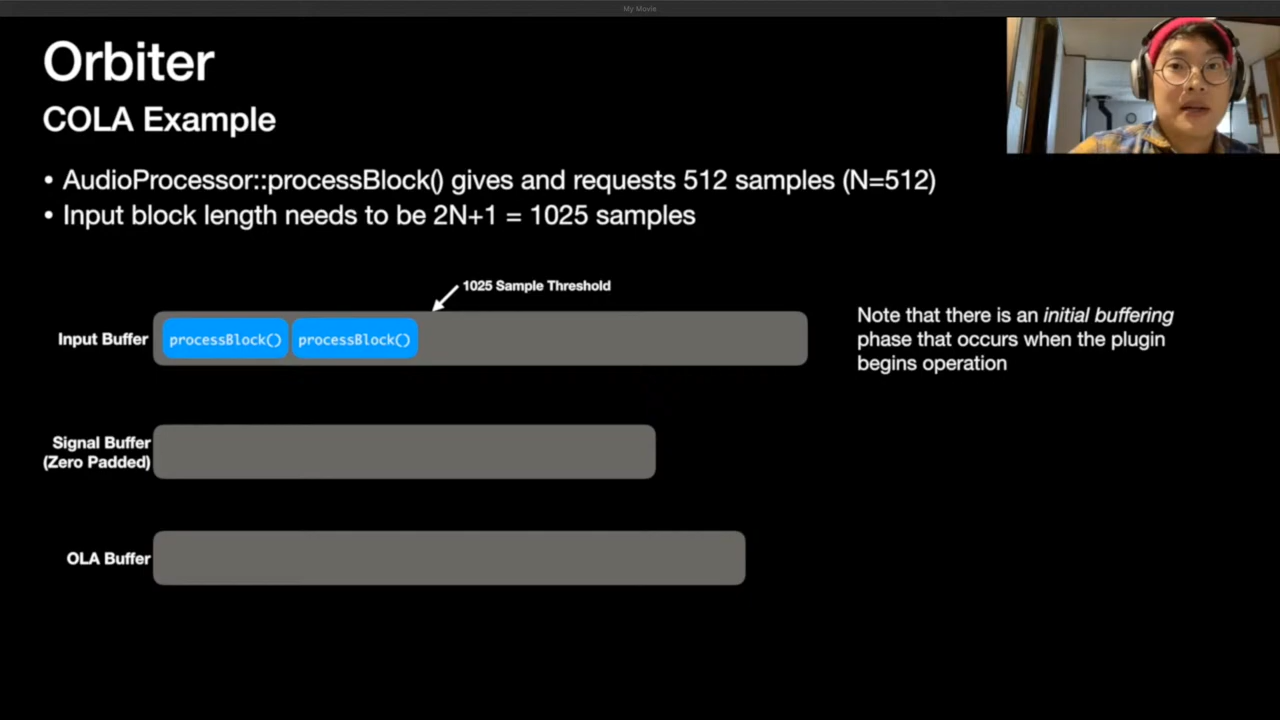 My Movie
Orbiter
COLA Example
• AudioProcessor::processBlock() gives and requests 512 samples (N=512)
• Input block length needs to be 2N+1 = 1025 samples
1025 Sample Threshold
Input Buffer
processBlock() processBlock()
Note that there is an initial buffering
phase that occurs when the plugin
begins operation
Signal Buffer
(Zero Padded)
OLA Buffer